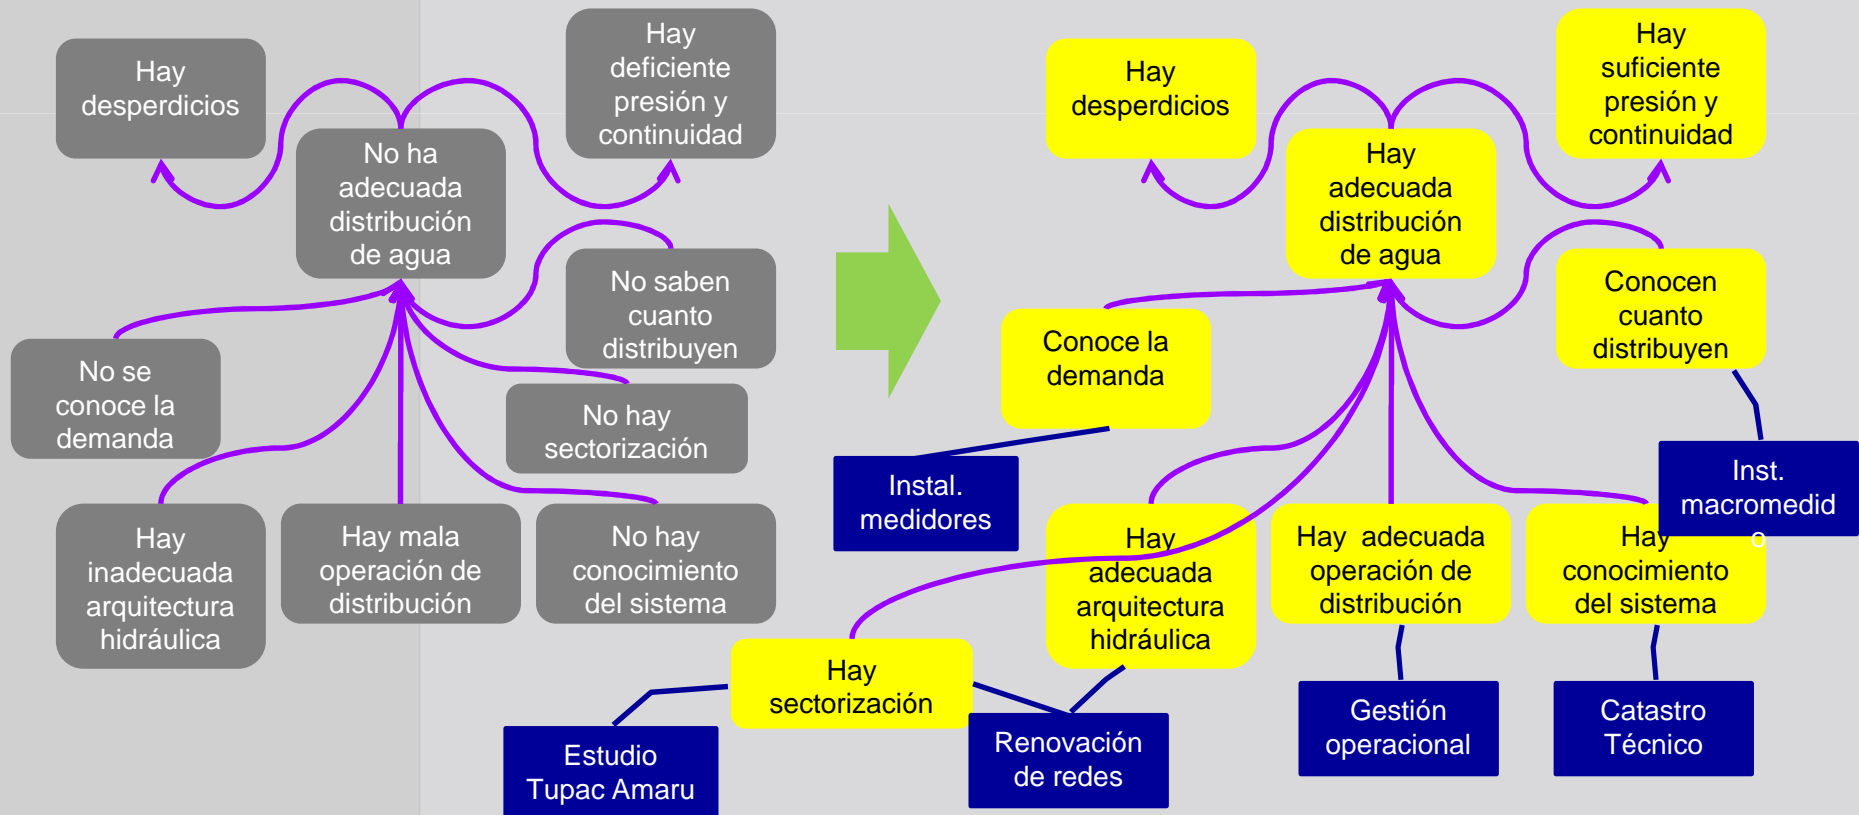 Hay
desperdicios
Hay
deficiente
presión y
continuidad
No ha
adecuada
distribución
de agua
No saben
cuanto
distribuyen
No se
conoce la
demanda
No hay
sectorización
Hay
inadecuada
arquitectura
hidráulica
Hay mala
operación de
distribución
No hay
conocimiento
del sistema
Hay
desperdicios
Hay
suficiente
presión y
continuidad
Hay
adecuada
distribución
de agua
Conocen
cuanto
distribuyen
Conoce la
demanda
Instal.
medidores
Inst.
macromedid
o
Hay
adecuada
arquitectura
hidráulica
Hay adecuada
operación de
distribución
Hay
conocimiento
del sistema
Hay
sectorización
Estudio
Tupac Amaru
Renovación
de redes
Gestión
operacional
Catastro
Técnico